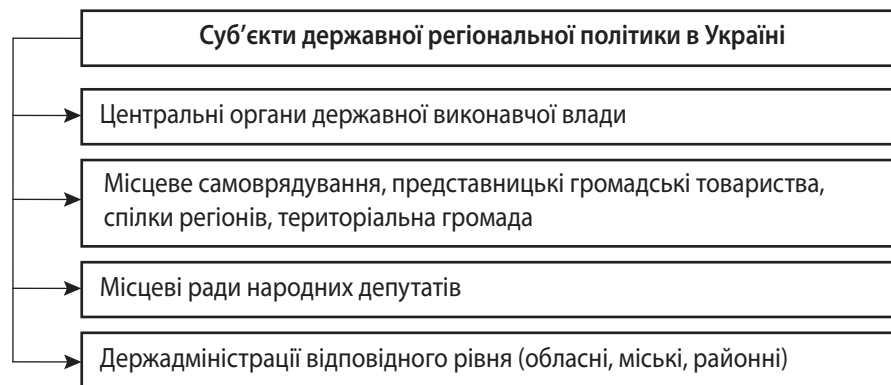 Суб’єкти державної регіональної політики в Україні
Центральні органи державної виконавчої влади
Місцеве самоврядування, представницькі громадські товариства,
спілки регіонів, територіальна громада
Місцеві ради народних депутатів
Держадміністрації відповідного рівня (обласні, міські, районні)